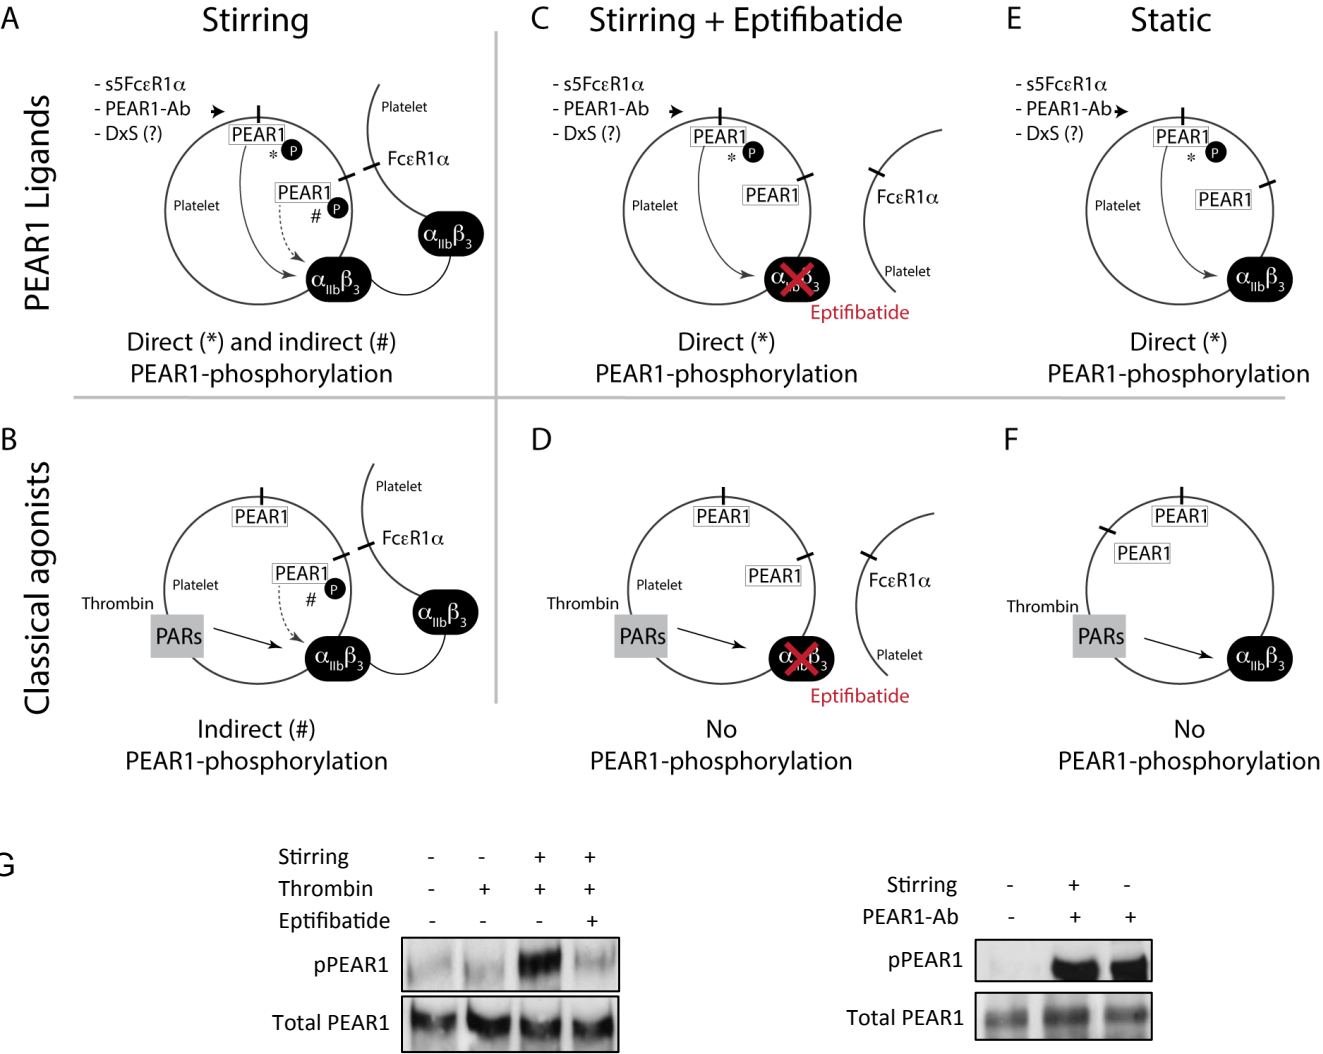 A
Stirring
C
Stirring + Eptifibatide
E
Static
PEAR1 Ligands
- s5FcεR1α
- PEAR1-Ab
- DxS (?)
PEAR1
* P
Platelet
PEAR1
# P
αIIbβ3
Platelet
FcεR1α
αIIbβ3
Direct (*) and indirect (#)
PEAR1-phosphorylation
- s5FcεR1α
- PEAR1-Ab
- DxS (?)
PEAR1
* P
Platelet
PEAR1
αIIbβ3
Eptifibatide
FcεR1α
Platelet
Direct (*)
PEAR1-phosphorylation
- s5FcεR1α
- PEAR1-Ab
- DxS (?)
PEAR1
* P
Platelet
PEAR1
αIIbβ3
Direct (*)
PEAR1-phosphorylation
B
D
F
Classical agonists
PEAR1
Platelet
PEAR1
# P
Thrombin
PARs
αIIbβ3
Platelet
FcεR1α
αIIbβ3
Indirect (#)
PEAR1-phosphorylation
PEAR1
Platelet
PEAR1
Thrombin
PARs
αIIbβ3
Eptifibatide
FcεR1α
Platelet
No
PEAR1-phosphorylation
PEAR1
PEAR1
Thrombin
PARs
αIIbβ3
No
PEAR1-phosphorylation
G
Stirring - - + +
Thrombin - + + +
Eptifibatide - - - +
pPEAR1
Total PEAR1
Stirring - + -
PEAR1-Ab - + +
pPEAR1
Total PEAR1